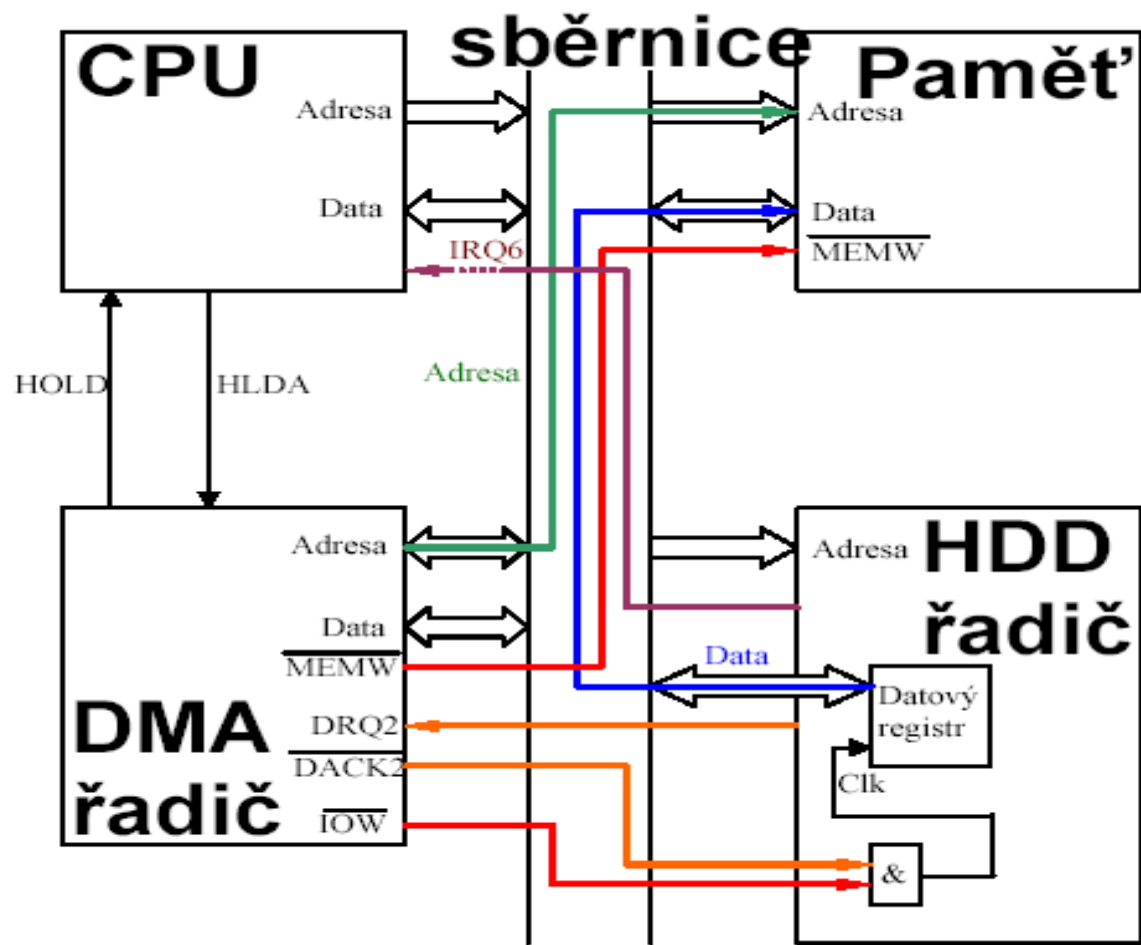 CPU
sběrnice
Paměť
Adresa
Adresa
Data
Data
IRQ6
MEMW
Adresa
HOLD
HLDA
Adresa
Adresa
HDD
řadič
Data
MEMW
Data
Datový
registr
DMA
řadič
DRQ2
DACK2
IOW
Clk
&